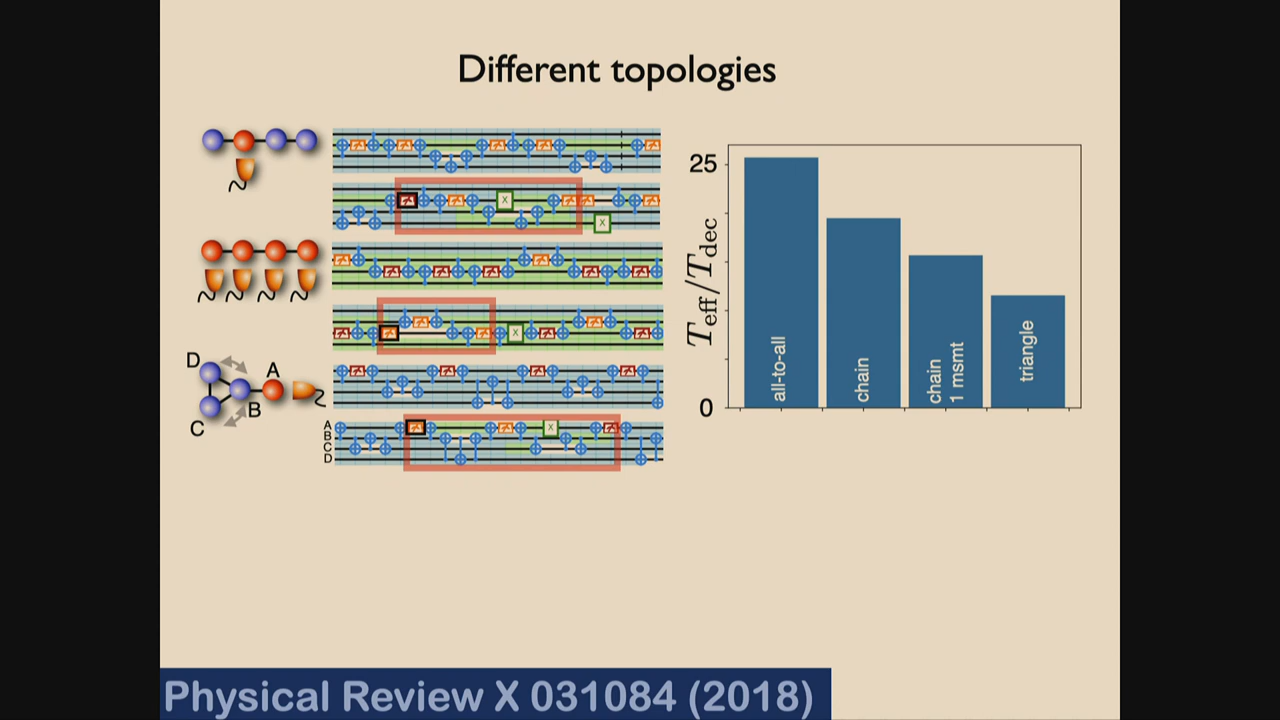 Different topologies
D
A
B
C
X
X
X
X
A
B
C
D
25
0
T_eff/T_dec
all-to-all
chain
chain
1 msmt
triangle
Physical Review X 031084 (2018)